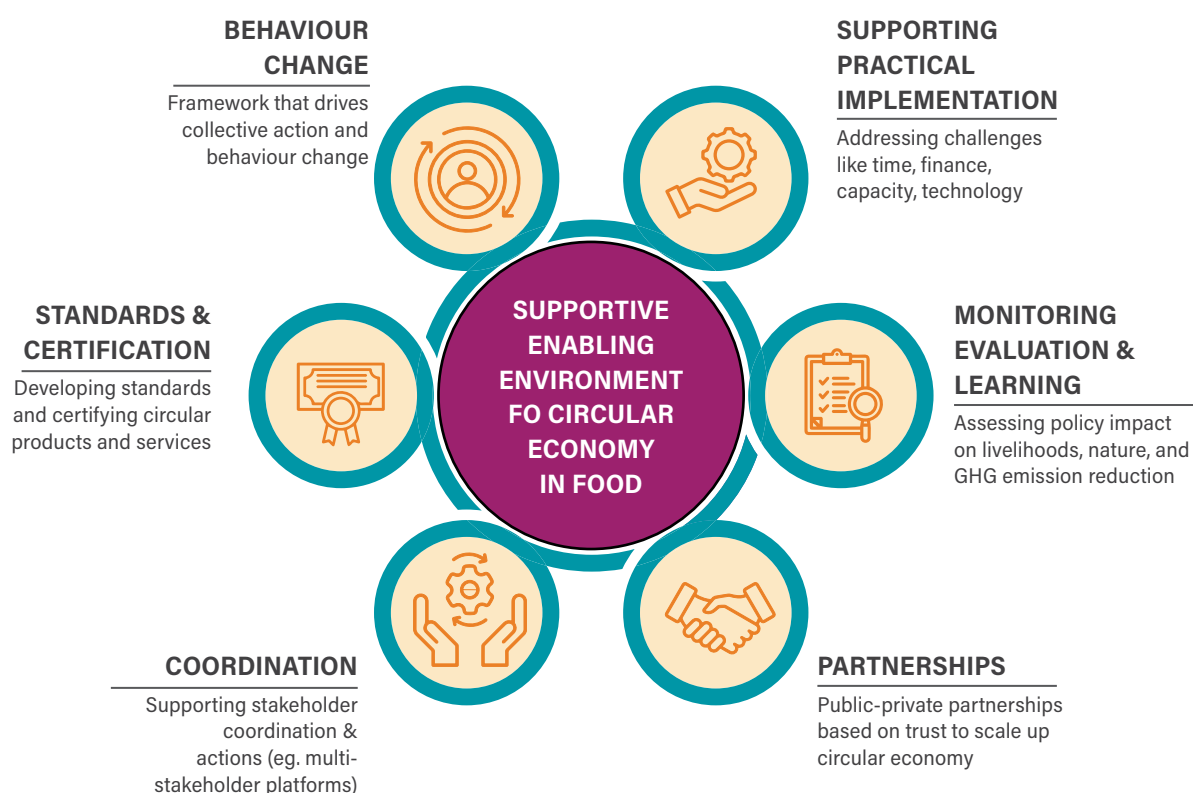 BEHAVIOUR
CHANGE
Framework that drives
collective action and
behaviour change
SUPPORTING
PRACTICAL
IMPLEMENTATION
Addressing challenges
like time, finance,
capacity, technology
STANDARDS &
CERTIFICATION
Developing standards
and certifying circular
products and services
SUPPORTIVE
ENABLING
ENVIRONMENT
FO CIRCULAR
ECONOMY
IN FOOD
MONITORING
EVALUATION &
LEARNING
Assessing policy impact
on livelihoods, nature, and
GHG emission reduction
COORDINATION
Supporting stakeholder
coordination &
actions (eg. multi-
stakeholder platforms)
PARTNERSHIPS
Public-private partnerships
based on trust to scale up
circular economy